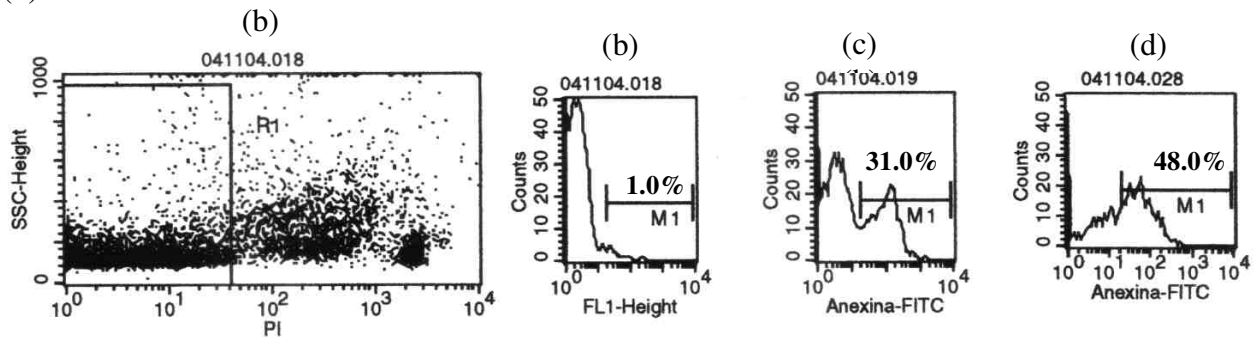 (b)
041104.018
1000
R1
SSC-Height
0
10^0 10^1 10^2 10^3 10^4
PI
(b)
041104.018
50
40
30
20
10
0
Counts
1.0%
M1
10^0 10^4
FL1-Height
(c)
041104.019
50
40
30
20
10
0
Counts
31.0%
M1
10^0 10^4
Anexina-FITC
(d)
041104.028
50
40
30
20
10
0
Counts
48.0%
M1
10^0 10^1 10^2 10^3 10^4
Anexina-FITC